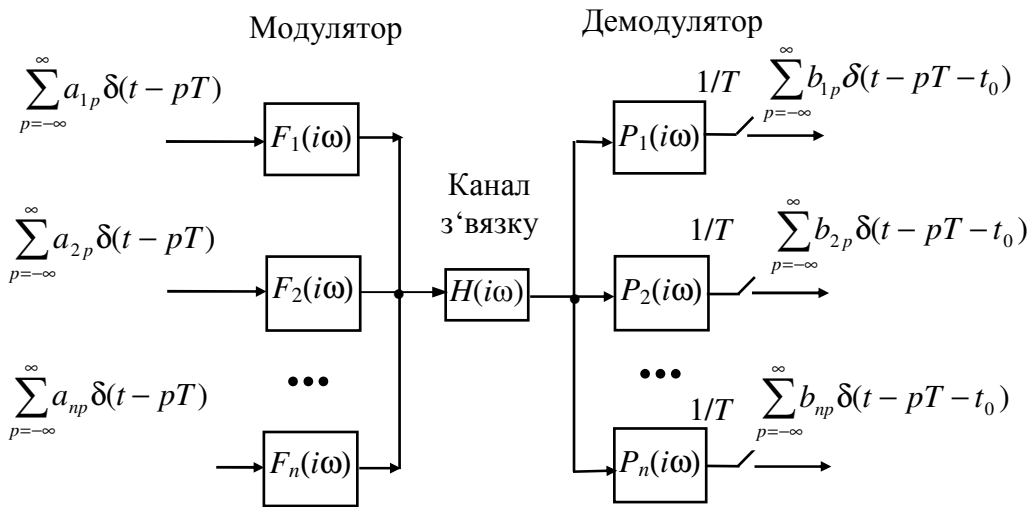 Модулятор
Демодулятор
∑_{p=-∞}^{∞} a_{1p} δ(t − pT)
F_1(iω)
P_1(iω)
1/T
∑_{p=-∞}^{∞} b_{1p} δ(t − pT − t_0)
Канал
з‘вязку
∑_{p=-∞}^{∞} a_{2p} δ(t − pT)
F_2(iω)
H(iω)
P_2(iω)
1/T
∑_{p=-∞}^{∞} b_{2p} δ(t − pT − t_0)
•••
•••
∑_{p=-∞}^{∞} a_{np} δ(t − pT)
F_n(iω)
P_n(iω)
1/T
∑_{p=-∞}^{∞} b_{np} δ(t − pT − t_0)